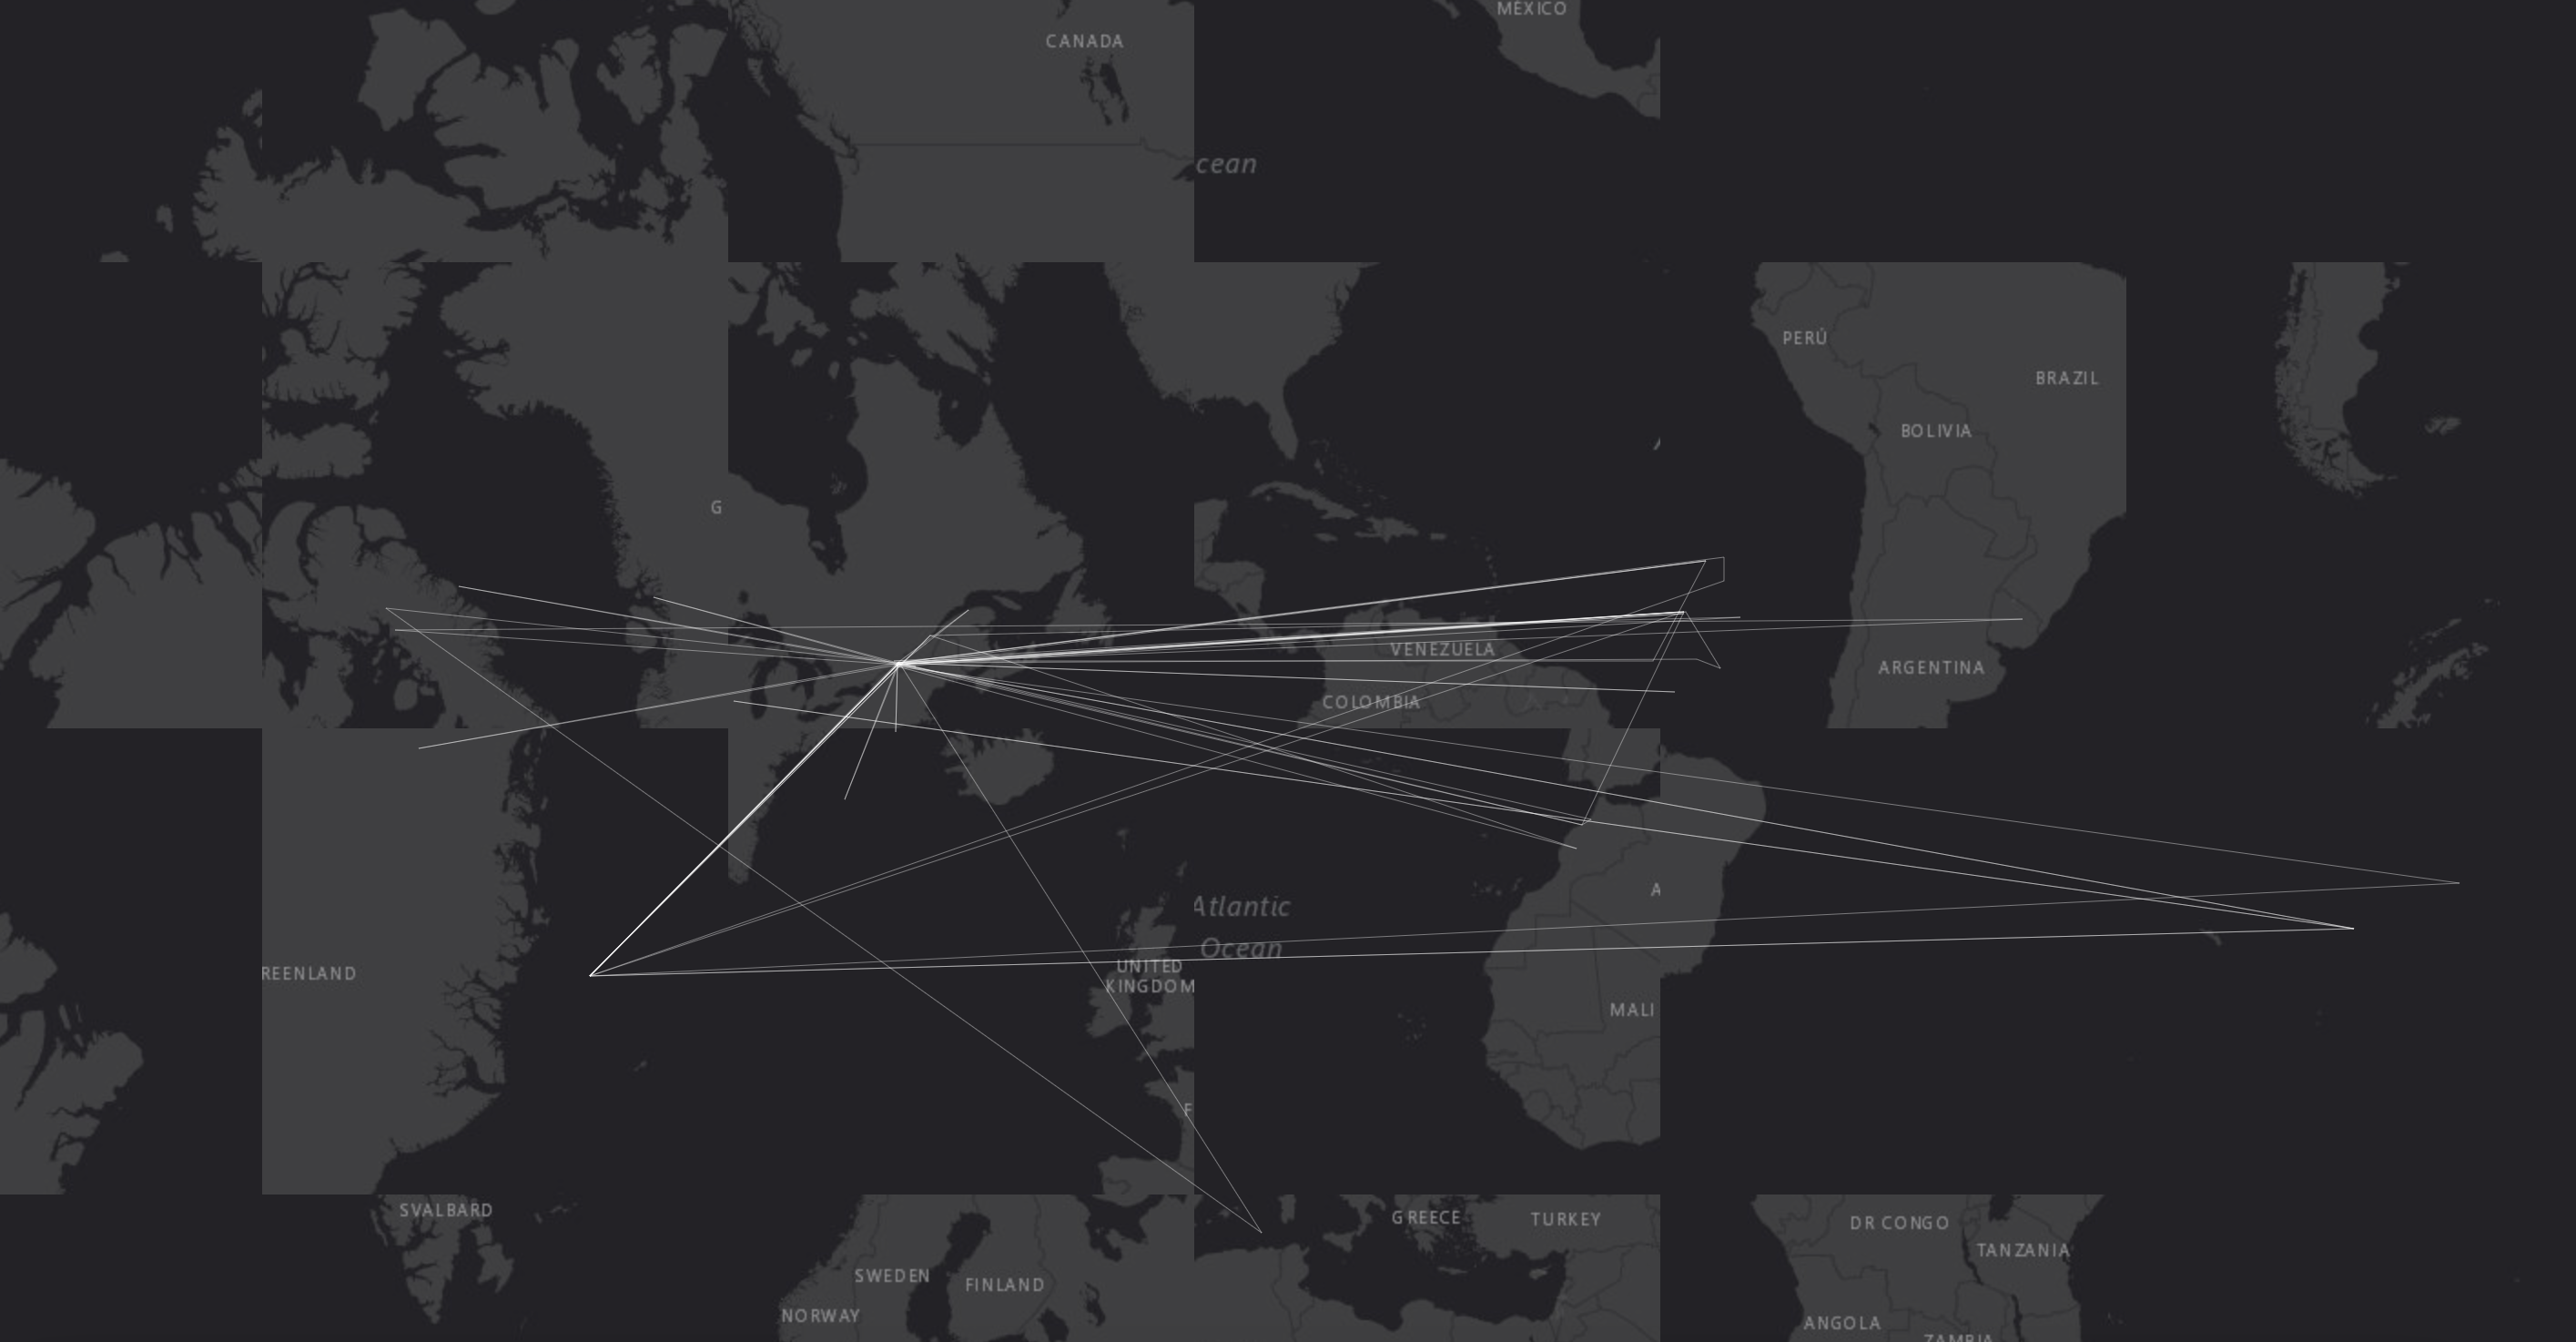 MÉXICO
CANADA
cean
PERÚ
BRAZIL
BOLIVIA
G
VENEZUELA
ARGENTINA
COLOMBIA
A
Atlantic
Ocean
UNITED
KINGDOM
REENLAND
MALI
F
SVALBARD
GREECE
TURKEY
DR CONGO
TANZANIA
SWEDEN
FINLAND
NORWAY
ANGOLA
ZAMBIA